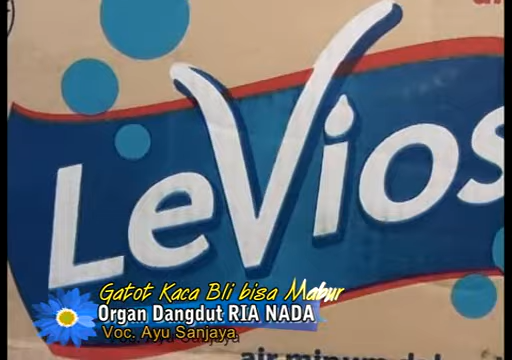 LeVios
Gatot Kaca Bli bisa Mabur
Organ Dangdut RIA NADA
Voc. Ayu Sanjaya.
air minum